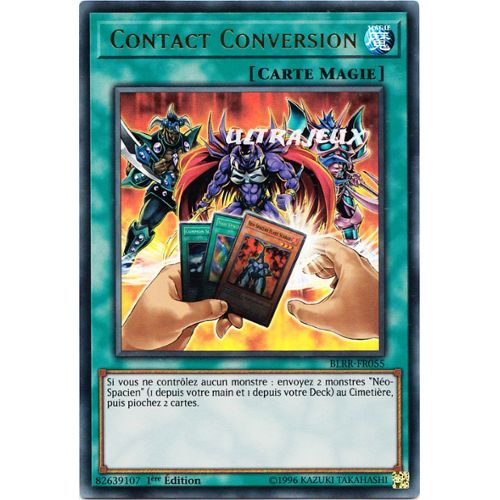 CONTACT CONVERSION
MAGIE
魔
[CARTE MAGIE]
ULTRAJEUX
BLRR-FR055
Si vous ne contrôlez aucun monstre : envoyez 2 monstres "Néo-
Spacien" (1 depuis votre main et 1 depuis votre Deck) au Cimetière,
puis piochez 2 cartes.
82639107 1ère Édition
©1996 KAZUKI TAKAHASHI